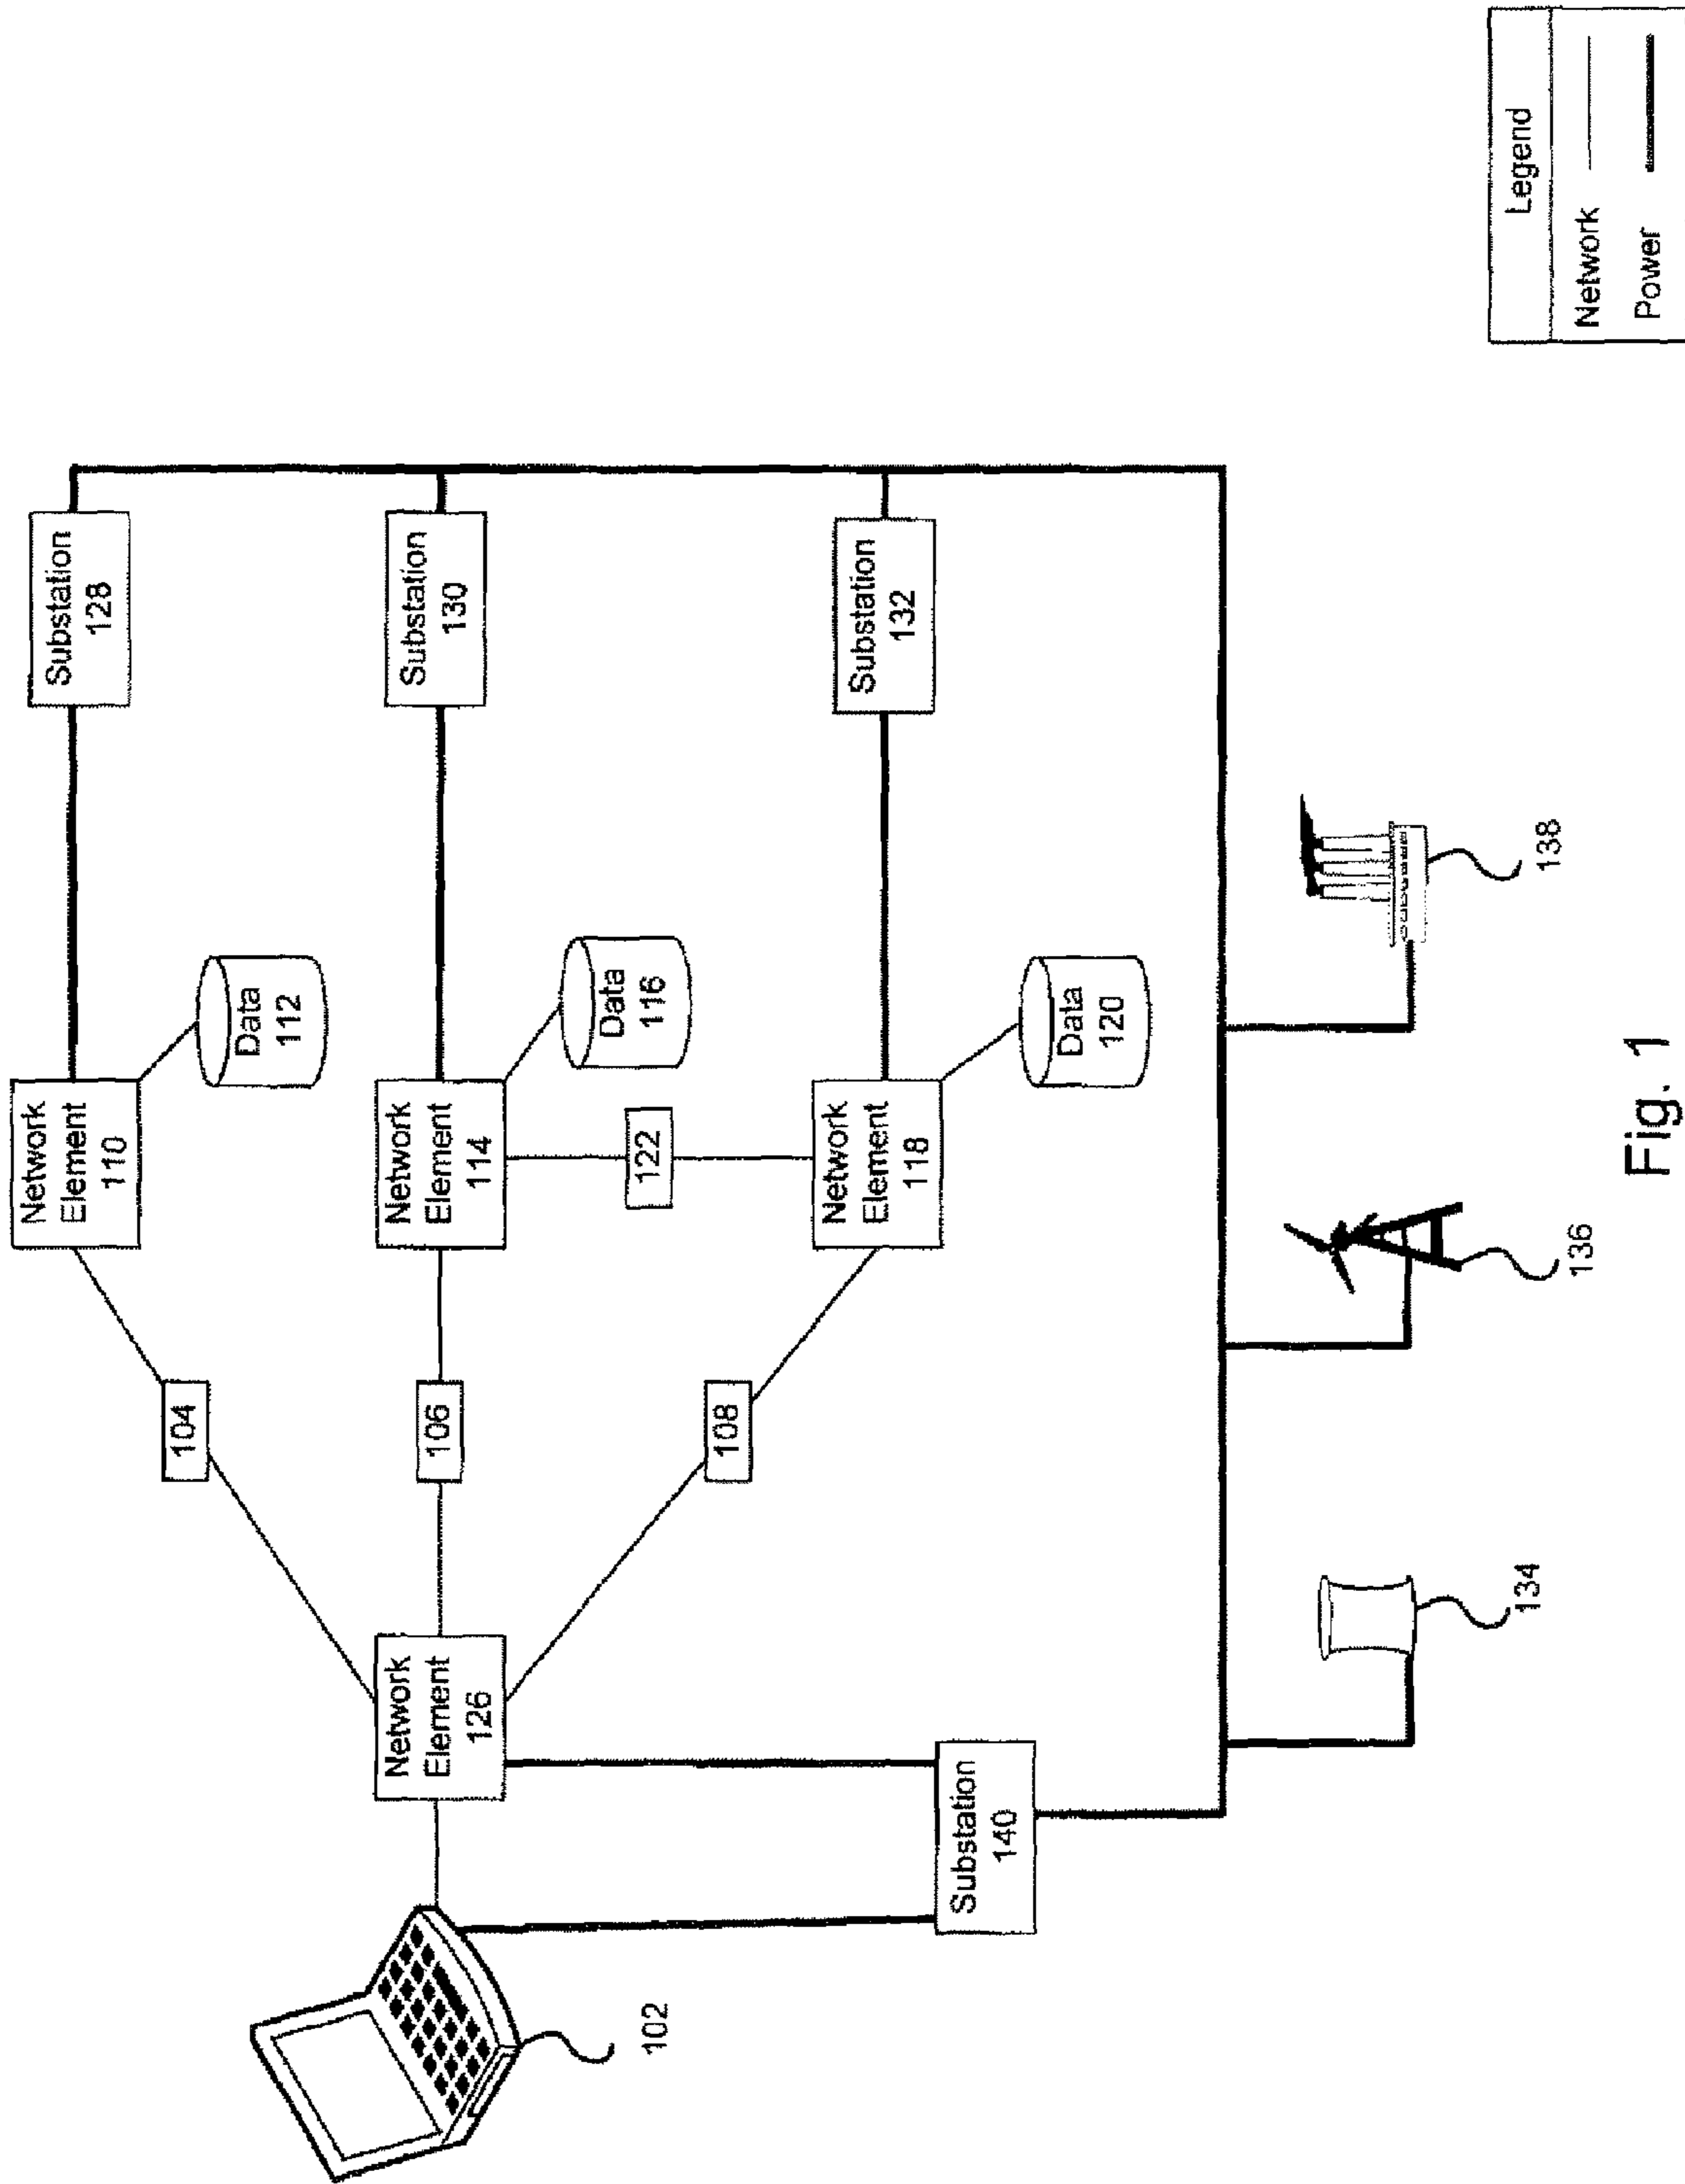 Network
Element
110
Substation
128
Data
112
104
Network
Element
126
106
Network
Element
114
Data
116
Substation
130
122
108
Network
Element
118
Data
120
Substation
132
102
Substation
140
134
136
138
Legend
Network
Power
Fig. 1